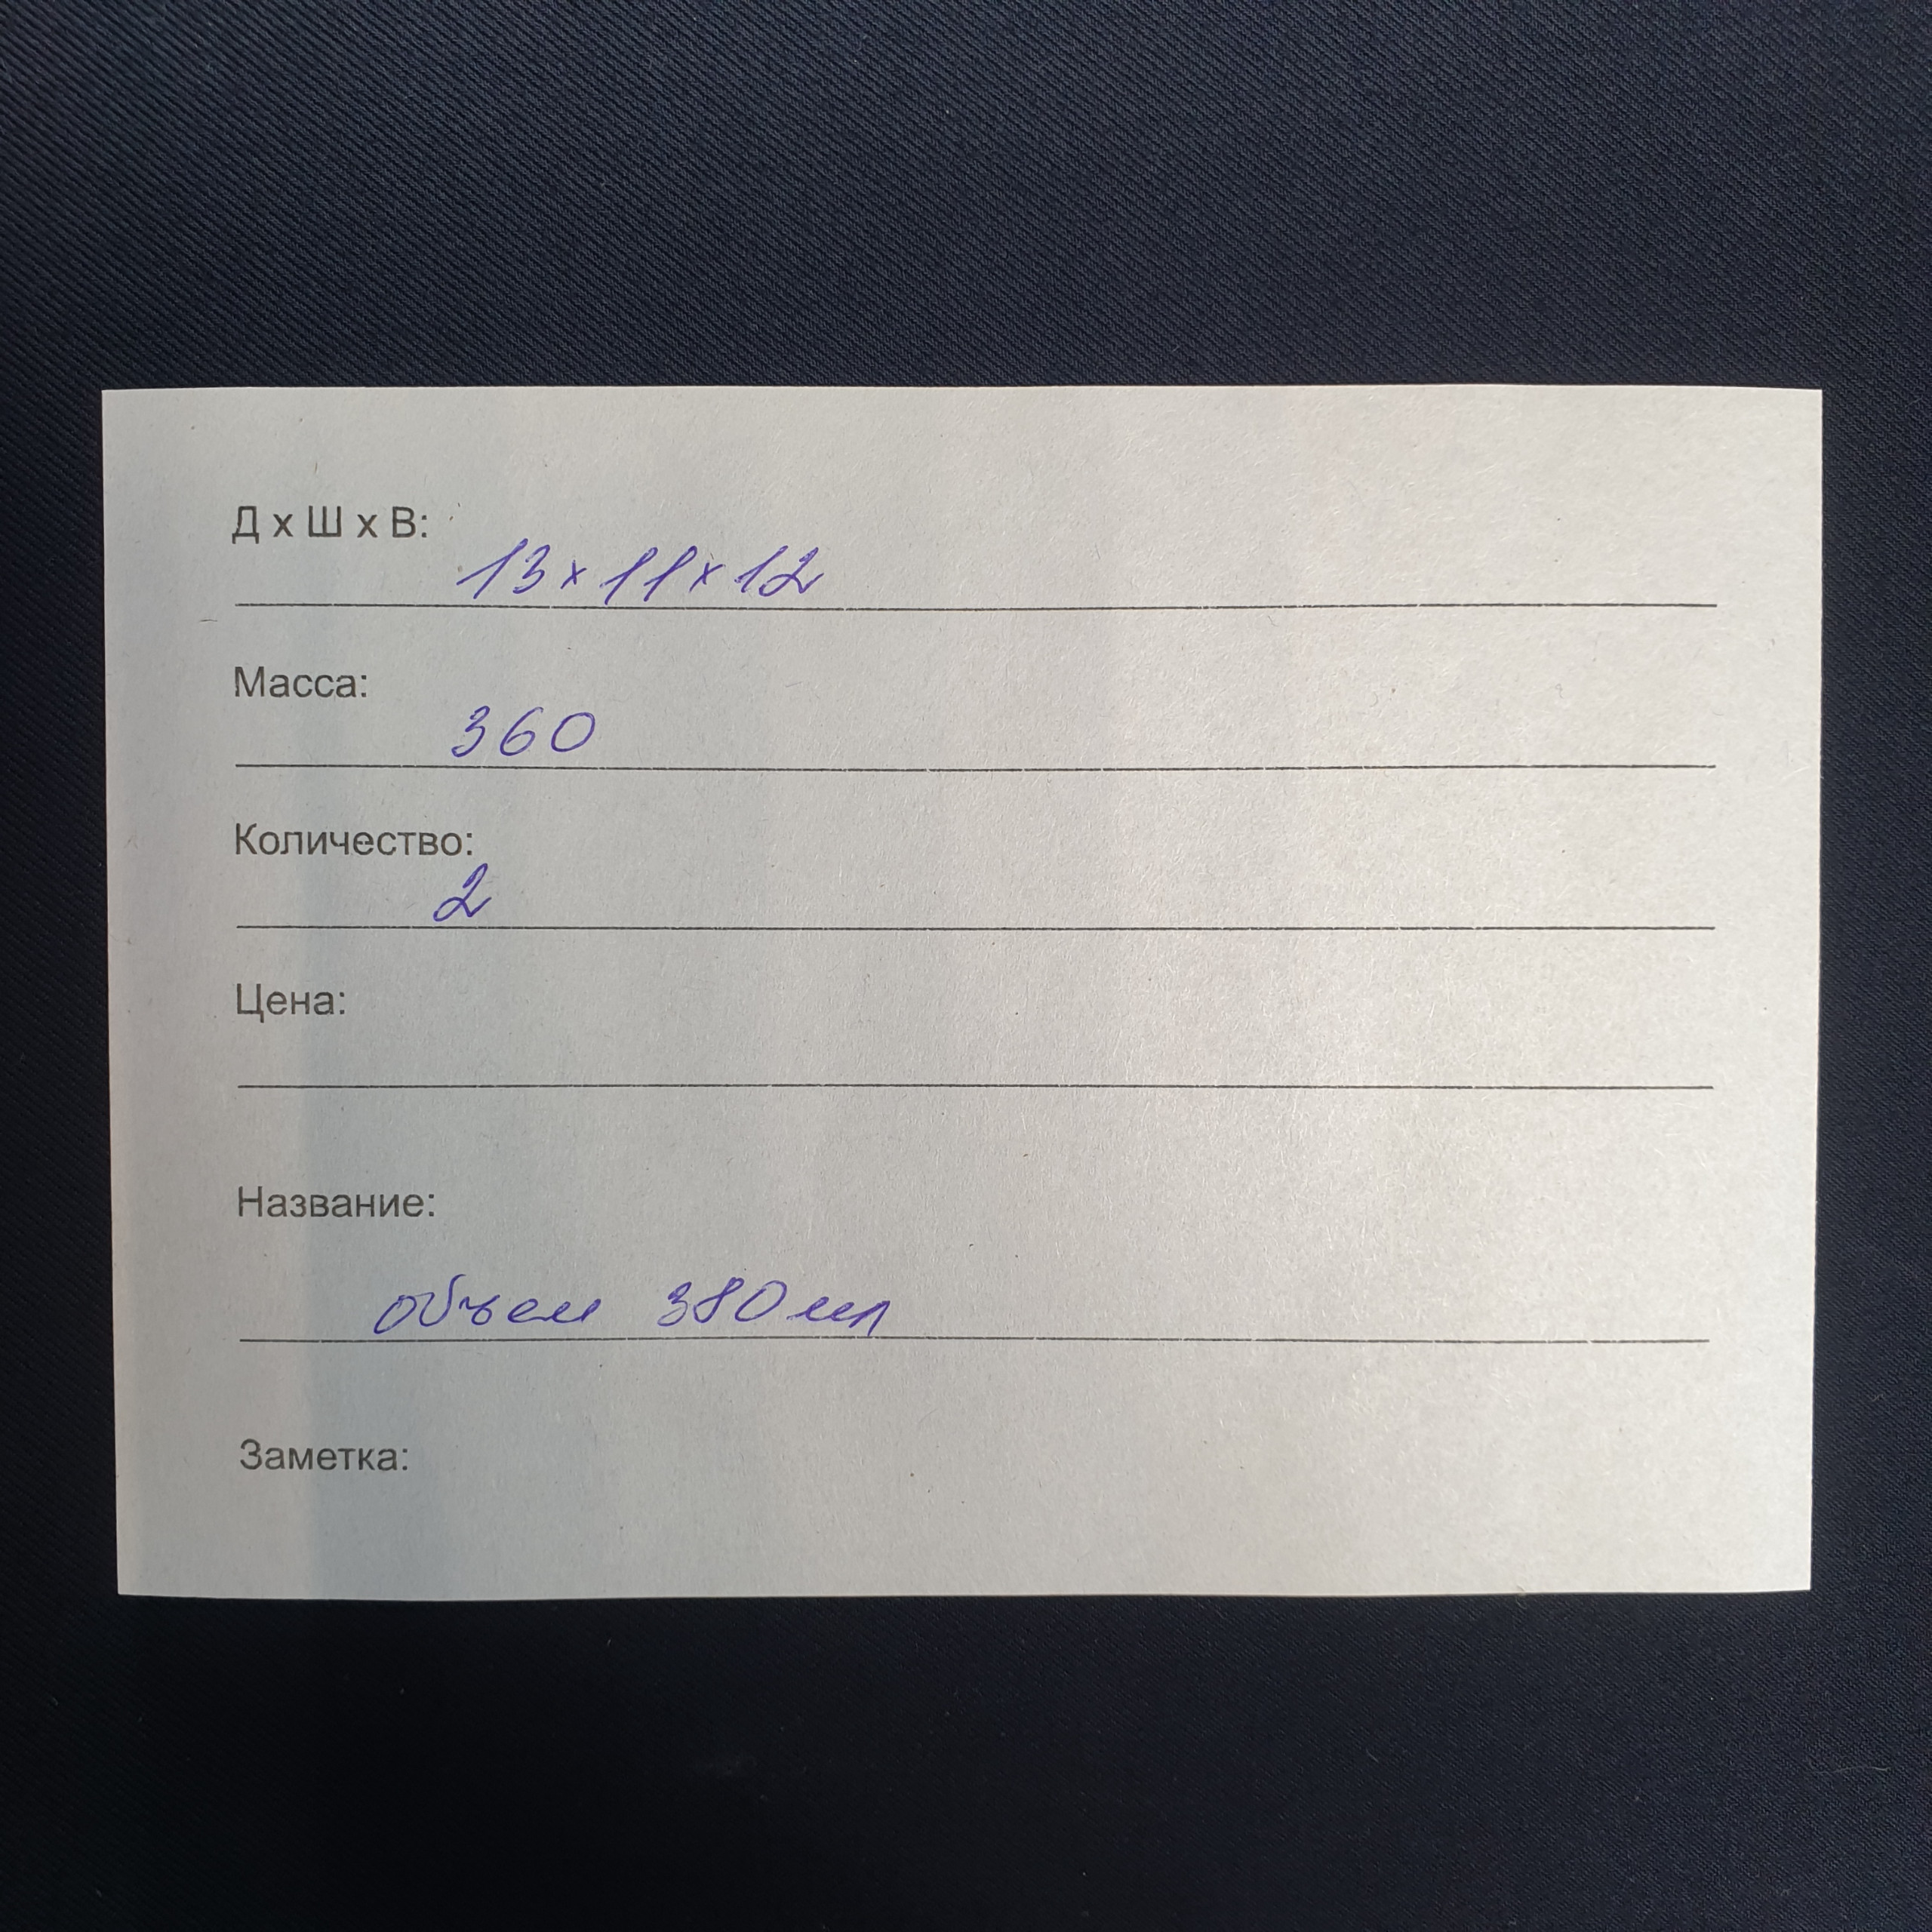 Д х Ш х В:
13×11×12
Масса:
360
Количество:
2
Цена:
Название:
объем 380 мл
Заметка: